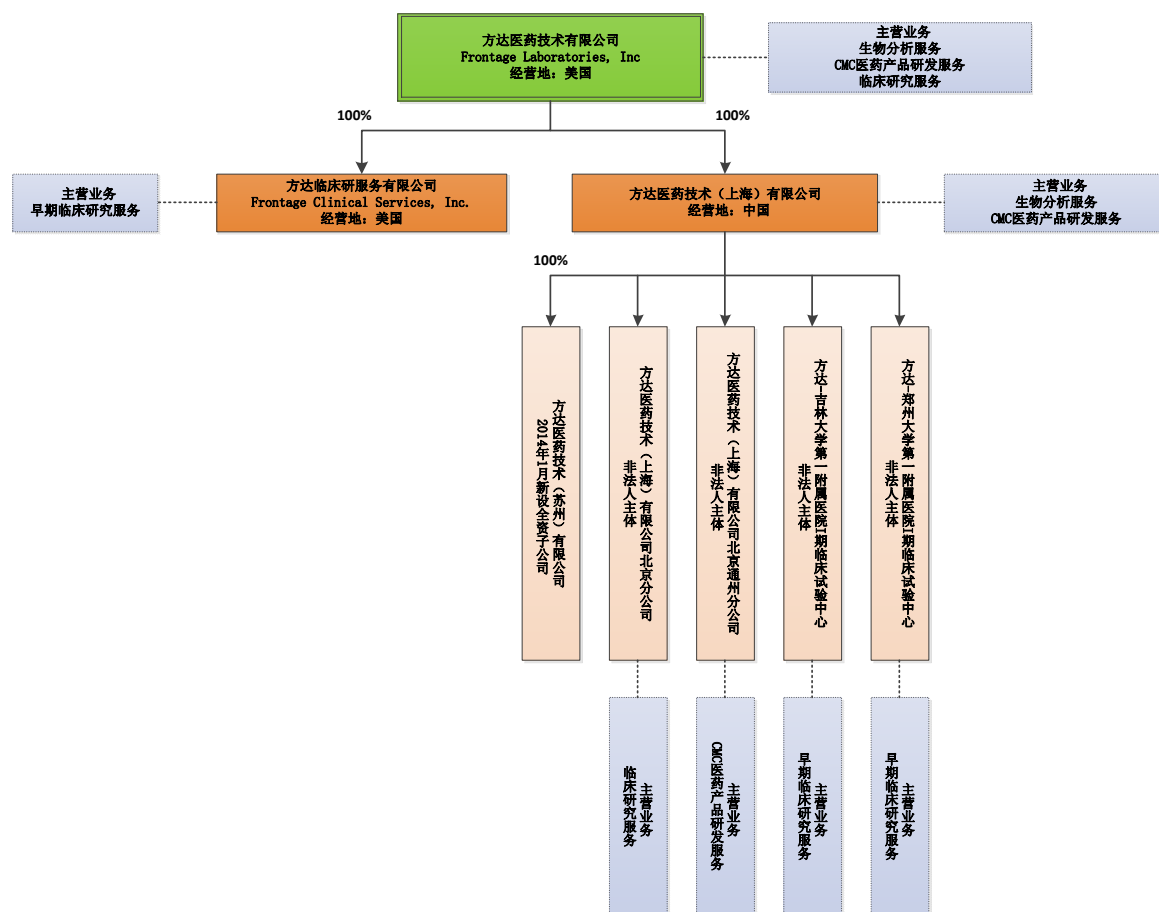 方达医药技术有限公司
Frontage Laboratories, Inc
经营地：美国
主营业务
生物分析服务
CMC医药产品研发服务
临床研究服务
100%
100%
主营业务
早期临床研究服务
方达临床研服务有限公司
Frontage Clinical Services, Inc.
经营地：美国
方达医药技术（上海）有限公司
经营地：中国
主营业务
生物分析服务
CMC医药产品研发服务
100%
方达医药技术（苏州）有限公司
2014年1月新设全资子公司
方达医药技术（上海）有限公司北京分公司
非法人主体
方达医药技术（上海）有限公司北京通州分公司
非法人主体
方达-吉林大学第一附属医院I期临床试验中心
非法人主体
方达-郑州大学第一附属医院I期临床试验中心
非法人主体
主营业务
临床研究服务
主营业务
CMC医药产品研发服务
主营业务
早期临床研究服务
主营业务
早期临床研究服务